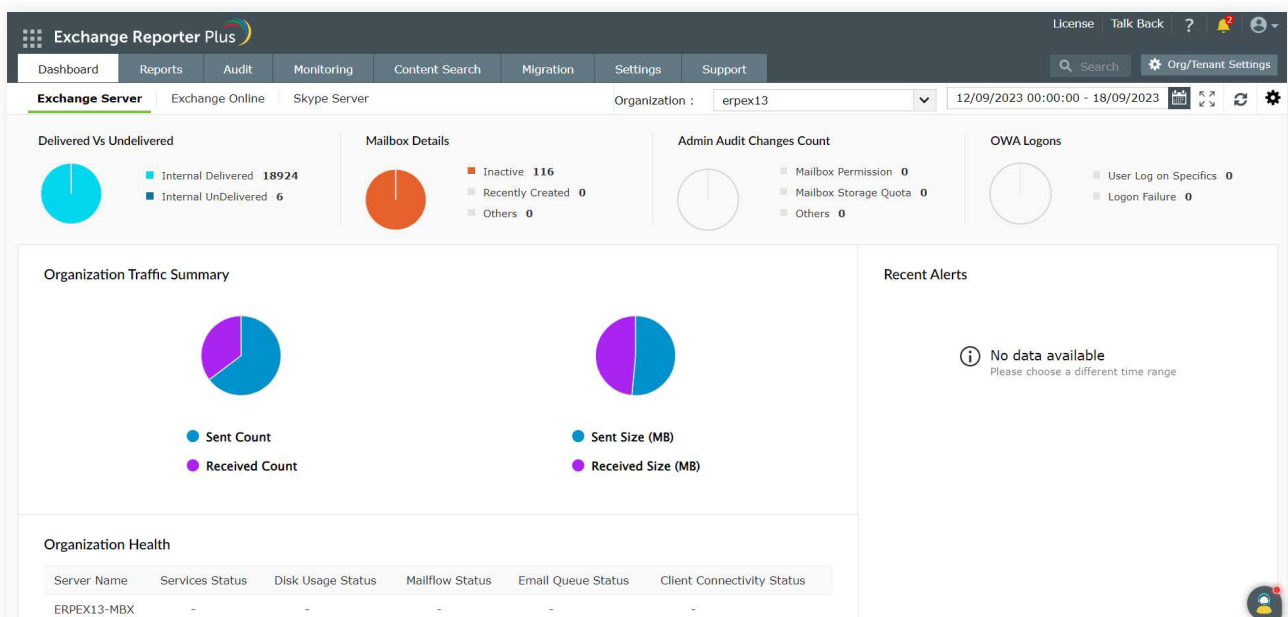 License Talk Back ? 2
Exchange Reporter Plus
Dashboard Reports Audit Monitoring Content Search Migration Settings Support Search Org/Tenant Settings
Exchange Server Exchange Online Skype Server Organization : erpex13 12/09/2023 00:00:00 - 18/09/2023
Delivered Vs Undelivered
Internal Delivered 18924
Internal UnDelivered 6
Mailbox Details
Inactive 116
Recently Created 0
Others 0
Admin Audit Changes Count
Mailbox Permission 0
Mailbox Storage Quota 0
Others 0
OWA Logons
User Log on Specifics 0
Logon Failure 0
Organization Traffic Summary
Sent Count
Received Count
Sent Size (MB)
Received Size (MB)
Recent Alerts
No data available
Please choose a different time range
Organization Health
Server Name Services Status Disk Usage Status Mailflow Status Email Queue Status Client Connectivity Status
ERPEX13-MBX - - - - -